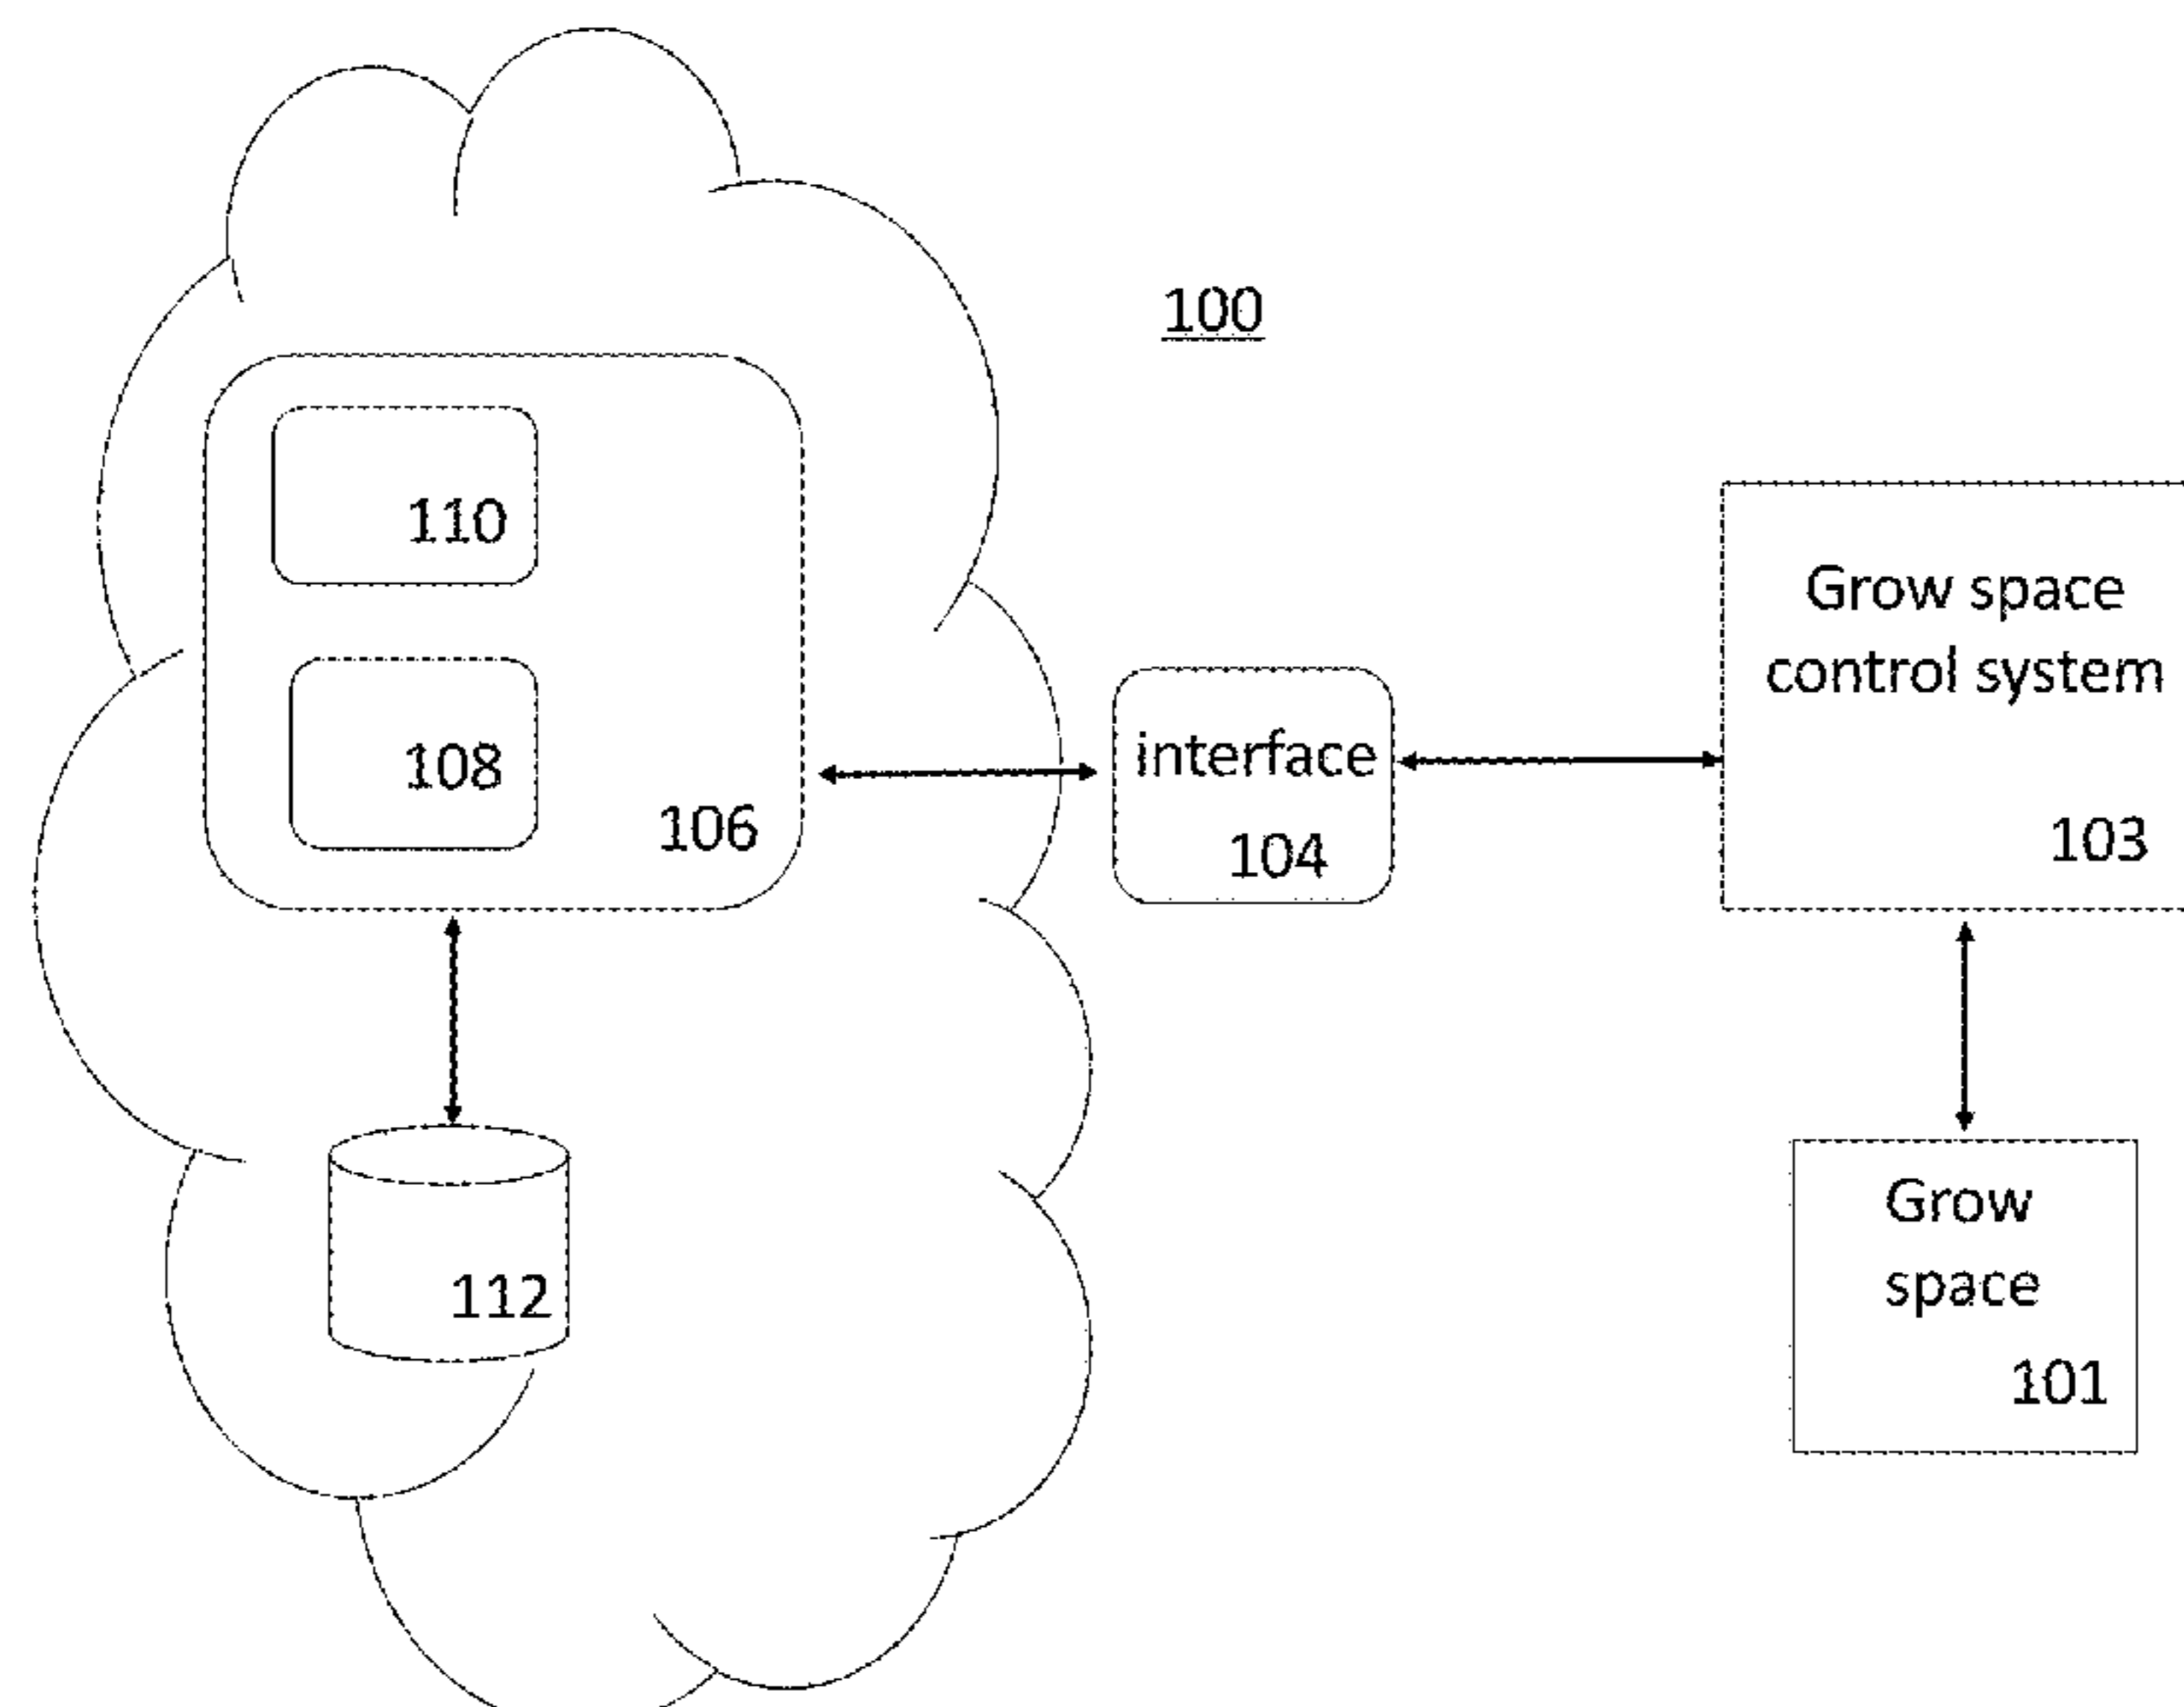 100
110
108
106
interface
104
Grow space
control system
103
112
Grow
space
101